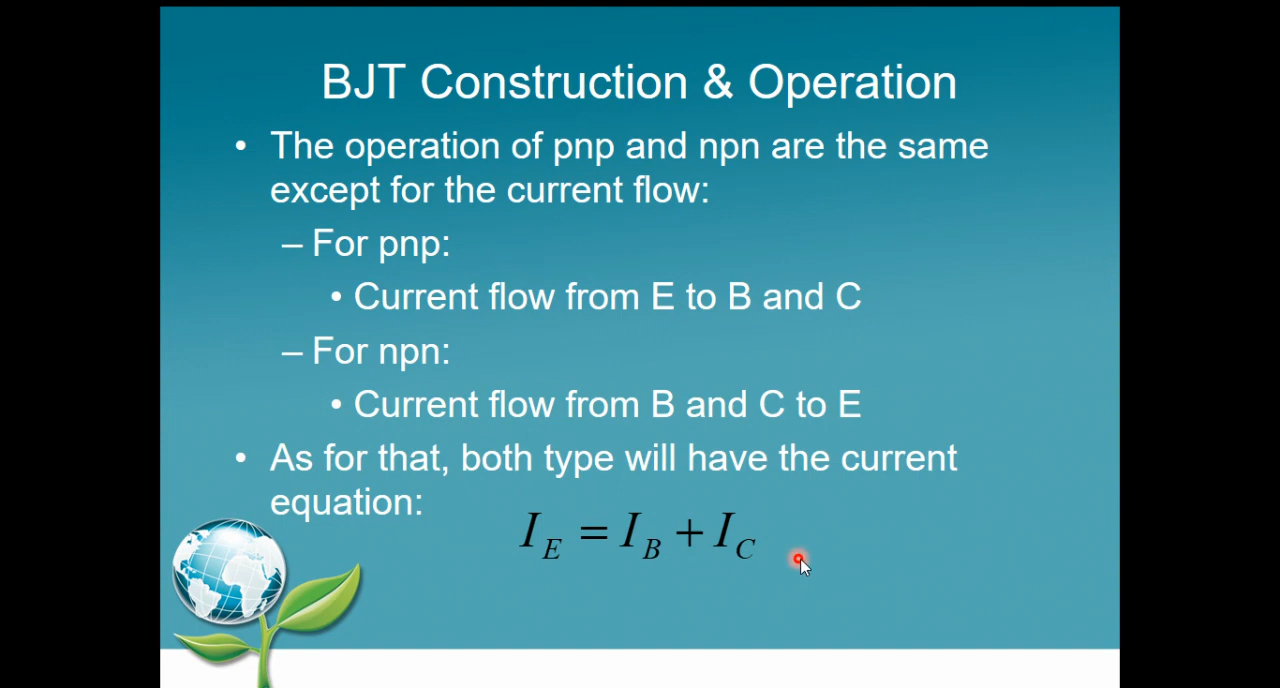 BJT Construction & Operation
• The operation of pnp and npn are the same
except for the current flow:
– For pnp:
• Current flow from E to B and C
– For npn:
• Current flow from B and C to E
• As for that, both type will have the current
equation:
I_E = I_B + I_C